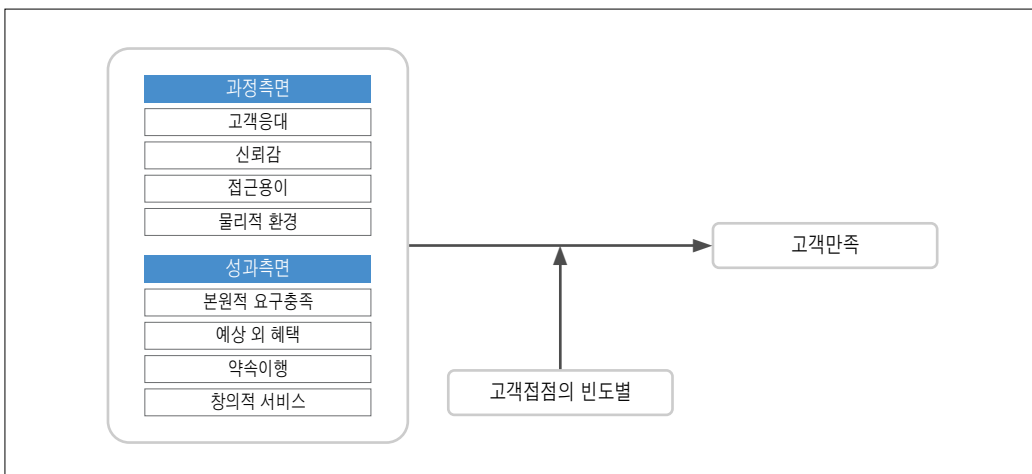 과정측면
고객응대
신뢰감
접근용이
물리적 환경
성과측면
본원적 요구충족
예상 외 혜택
약속이행
창의적 서비스
고객만족
고객접점의 빈도별